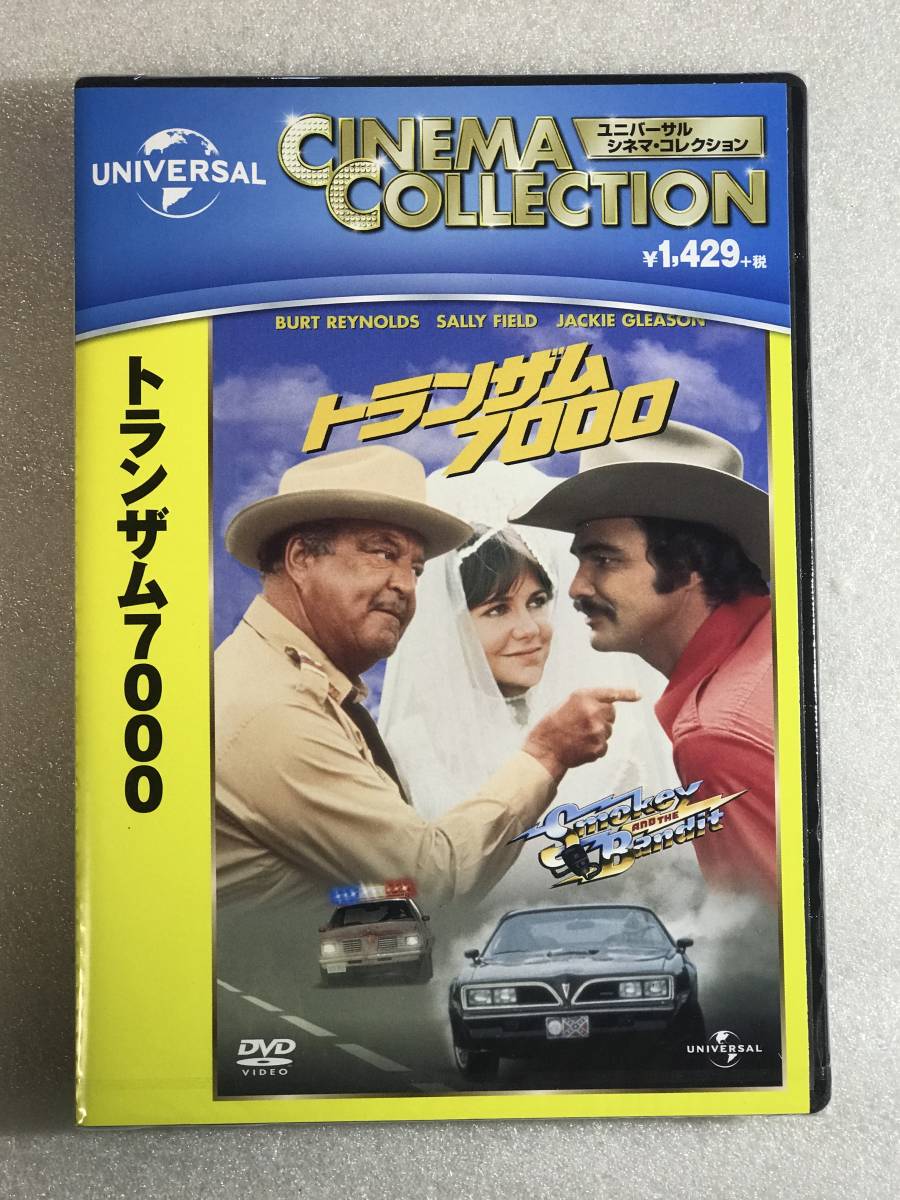 UNIVERSAL
CINEMA
COLLECTION
ユニバーサル
シネマ・コレクション
¥1,429+税
BURT REYNOLDS SALLY FIELD JACKIE GLEASON
トランザム
7000
トランザム7000
Smokey
AND THE
Bandit
DVD
VIDEO
UNIVERSAL